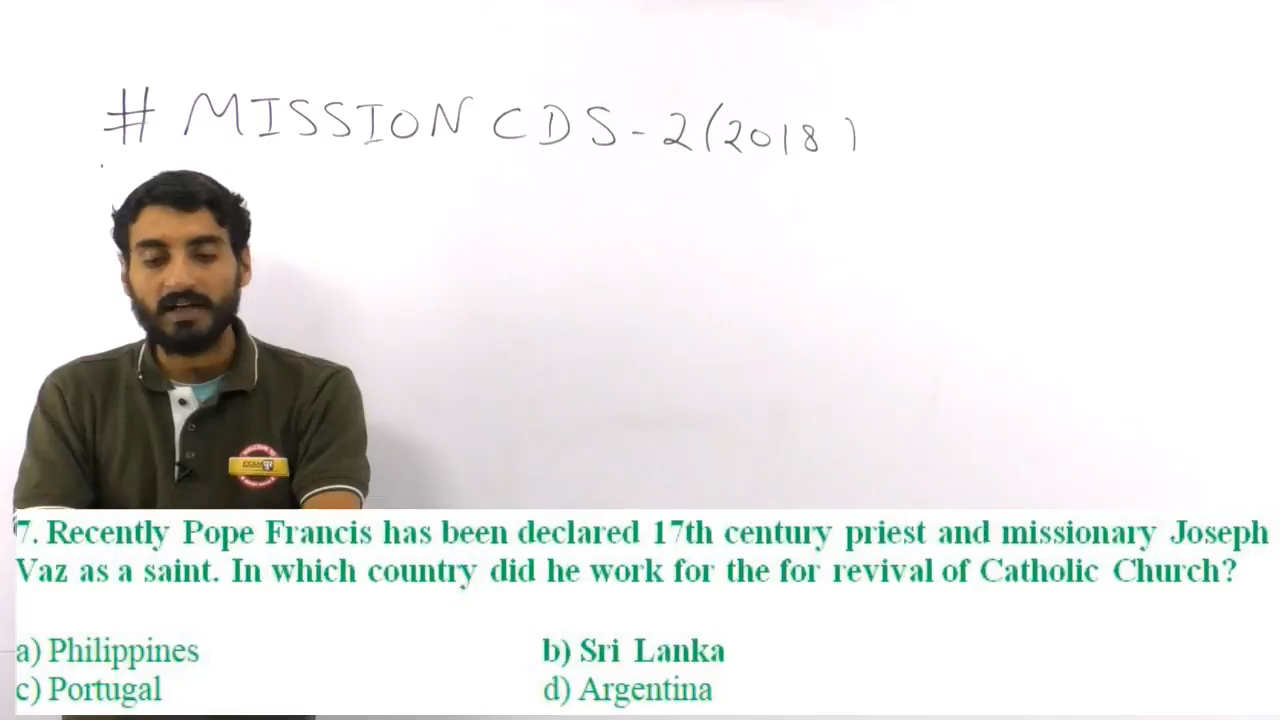 # MISSION CDS-2(2018)
EXAM
7. Recently Pope Francis has been declared 17th century priest and missionary Joseph
Vaz as a saint. In which country did he work for the for revival of Catholic Church?
a) Philippines b) Sri Lanka
c) Portugal d) Argentina